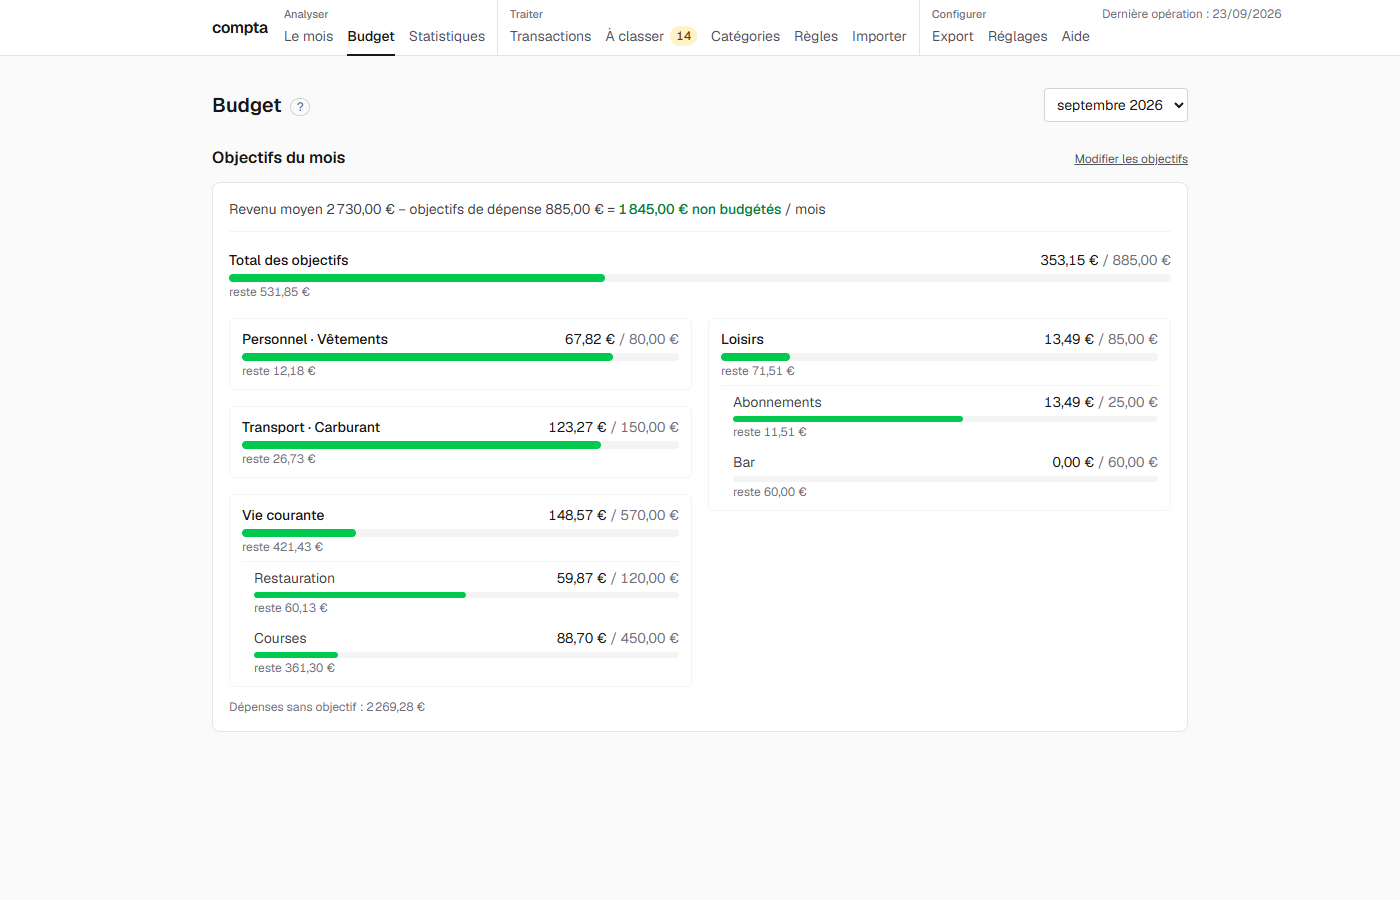 compta
Analyser
Le mois Budget Statistiques
Traiter
Transactions À classer 14 Catégories Règles Importer
Configurer
Export Réglages Aide
Dernière opération : 23/09/2026
Budget ?
septembre 2026
Objectifs du mois
Modifier les objectifs
Revenu moyen 2 730,00 € – objectifs de dépense 885,00 € = 1 845,00 € non budgétés / mois
Total des objectifs 353,15 € / 885,00 €
reste 531,85 €
Personnel · Vêtements 67,82 € / 80,00 €
reste 12,18 €
Transport · Carburant 123,27 € / 150,00 €
reste 26,73 €
Vie courante 148,57 € / 570,00 €
reste 421,43 €
Restauration 59,87 € / 120,00 €
reste 60,13 €
Courses 88,70 € / 450,00 €
reste 361,30 €
Loisirs 13,49 € / 85,00 €
reste 71,51 €
Abonnements 13,49 € / 25,00 €
reste 11,51 €
Bar 0,00 € / 60,00 €
reste 60,00 €
Dépenses sans objectif : 2 269,28 €